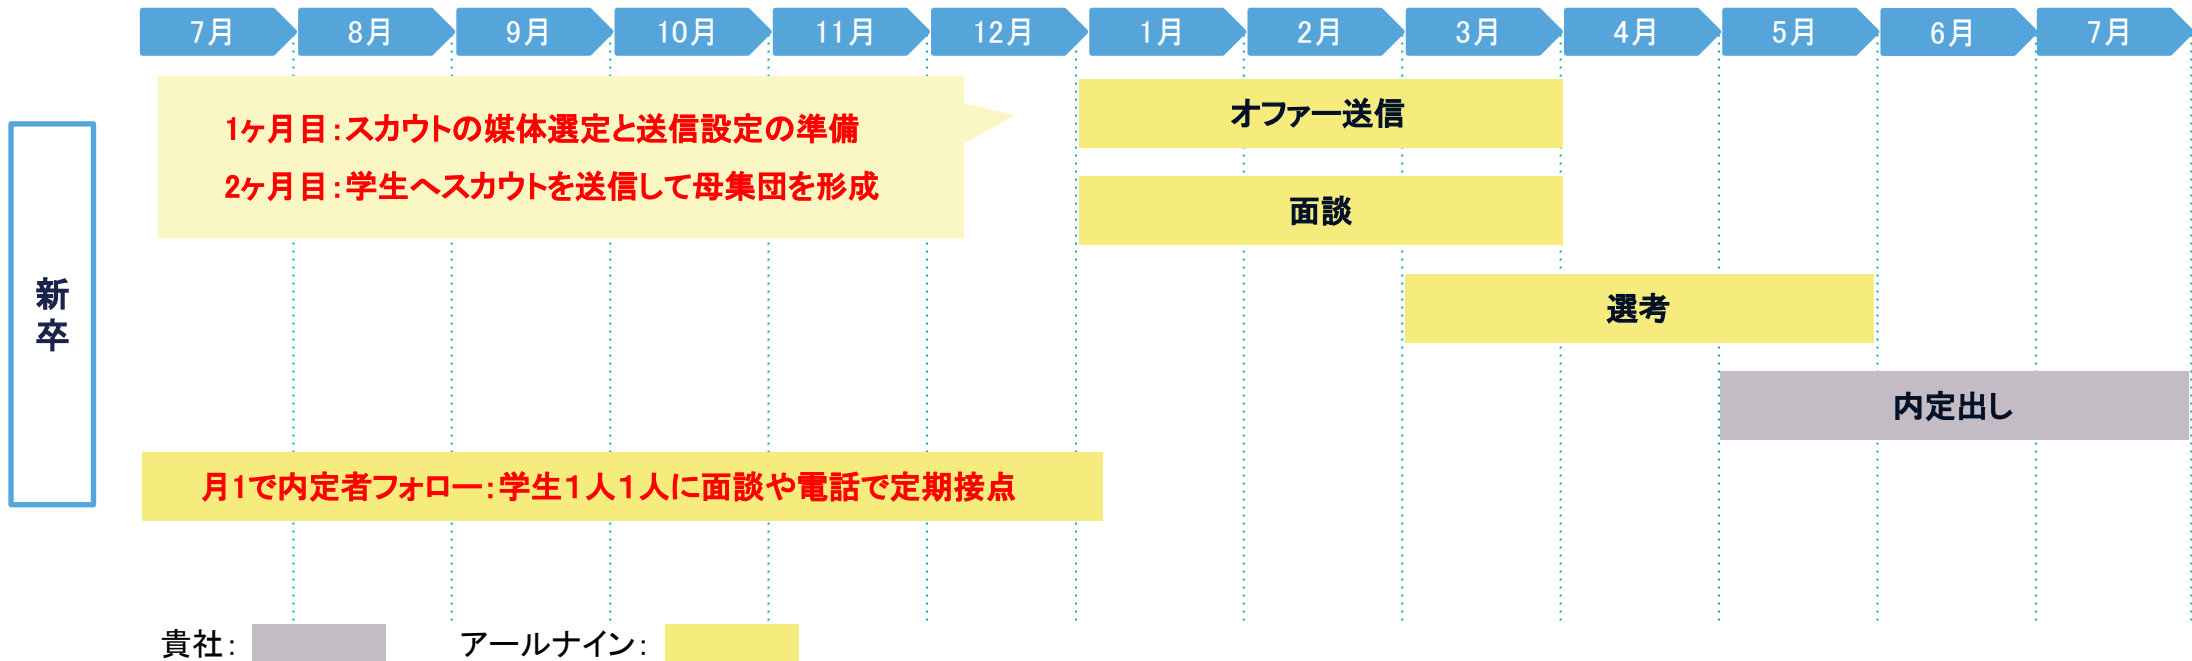 7月 8月 9月 10月 11月 12月 1月 2月 3月 4月 5月 6月 7月
1ヶ月目：スカウトの媒体選定と送信設定の準備
2ヶ月目：学生へスカウトを送信して母集団を形成
オファー送信
面談
新卒
選考
内定出し
月1で内定者フォロー：学生１人１人に面談や電話で定期接点
貴社： アールナイン：